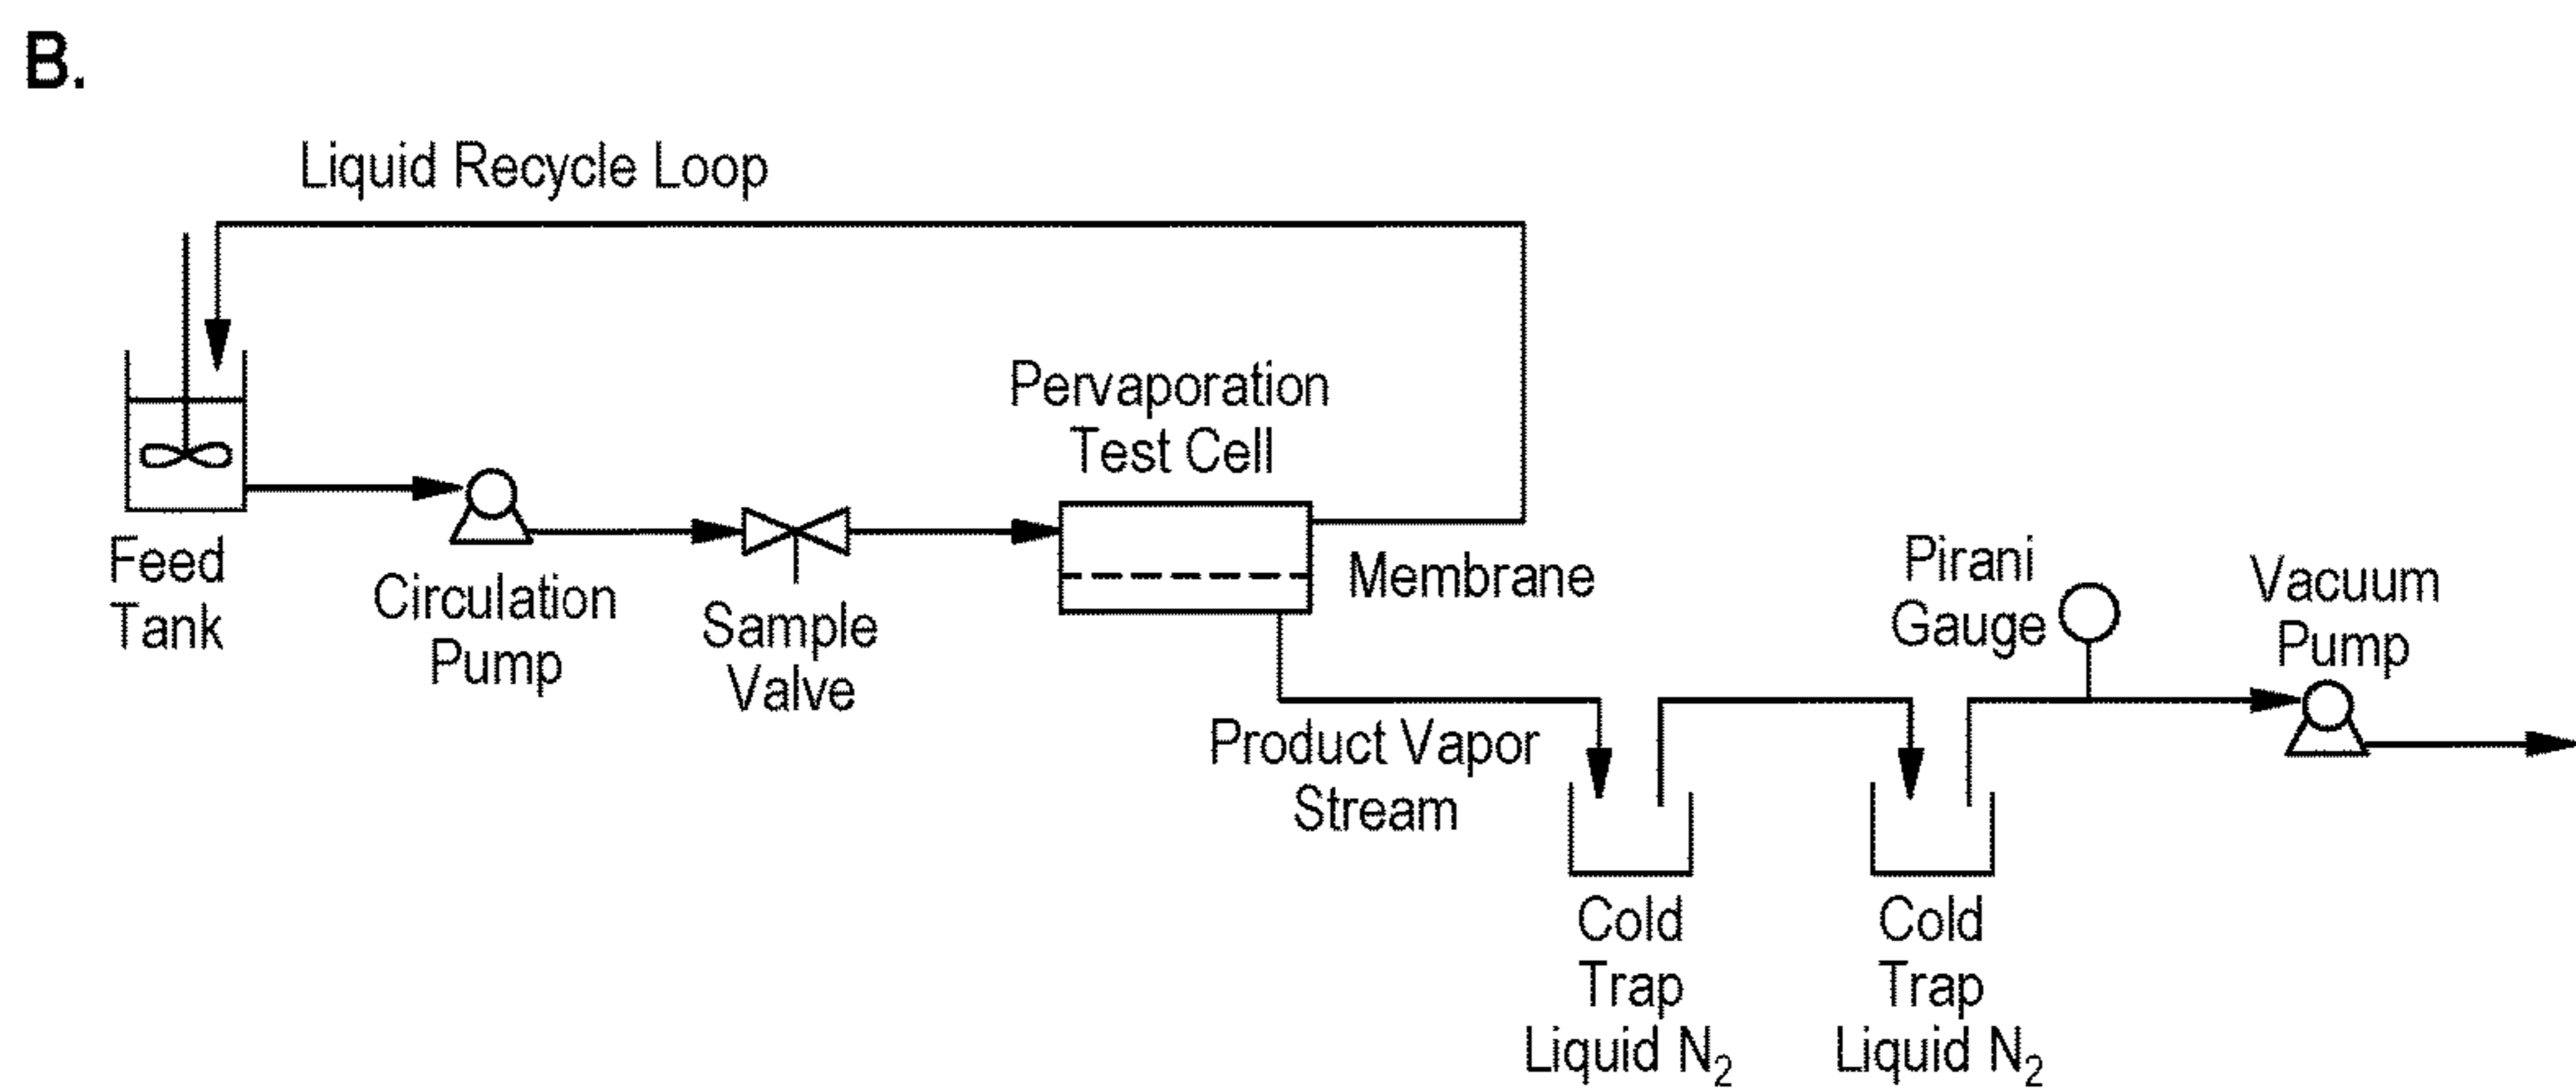 B.
Liquid Recycle Loop
Pervaporation
Test Cell
Feed
Tank
Circulation
Pump
Sample
Valve
Membrane
Pirani
Gauge
Vacuum
Pump
Product Vapor
Stream
Cold
Trap
Liquid N₂
Cold
Trap
Liquid N₂